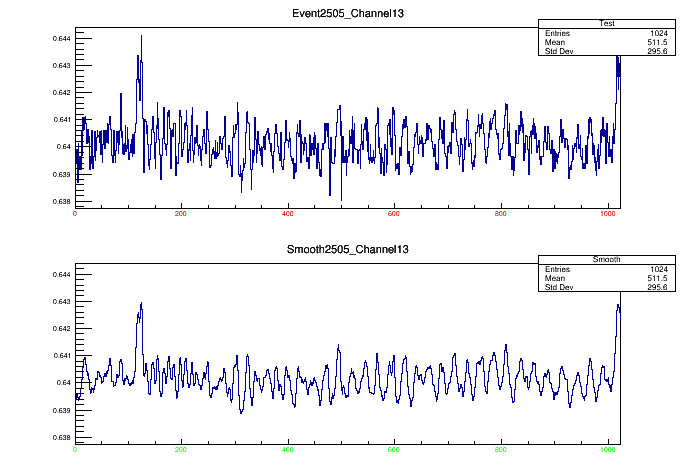 Event2505_Channel13
Test
Entries 1024
Mean 511.5
Std Dev 295.6
0.644
0.643
0.642
0.641
0.64
0.639
0.638
0 200 400 600 800 1000
Smooth2505_Channel13
Smooth
Entries 1024
Mean 511.5
Std Dev 295.6
0.644
0.643
0.642
0.641
0.64
0.639
0.638
0 200 400 600 800 1000